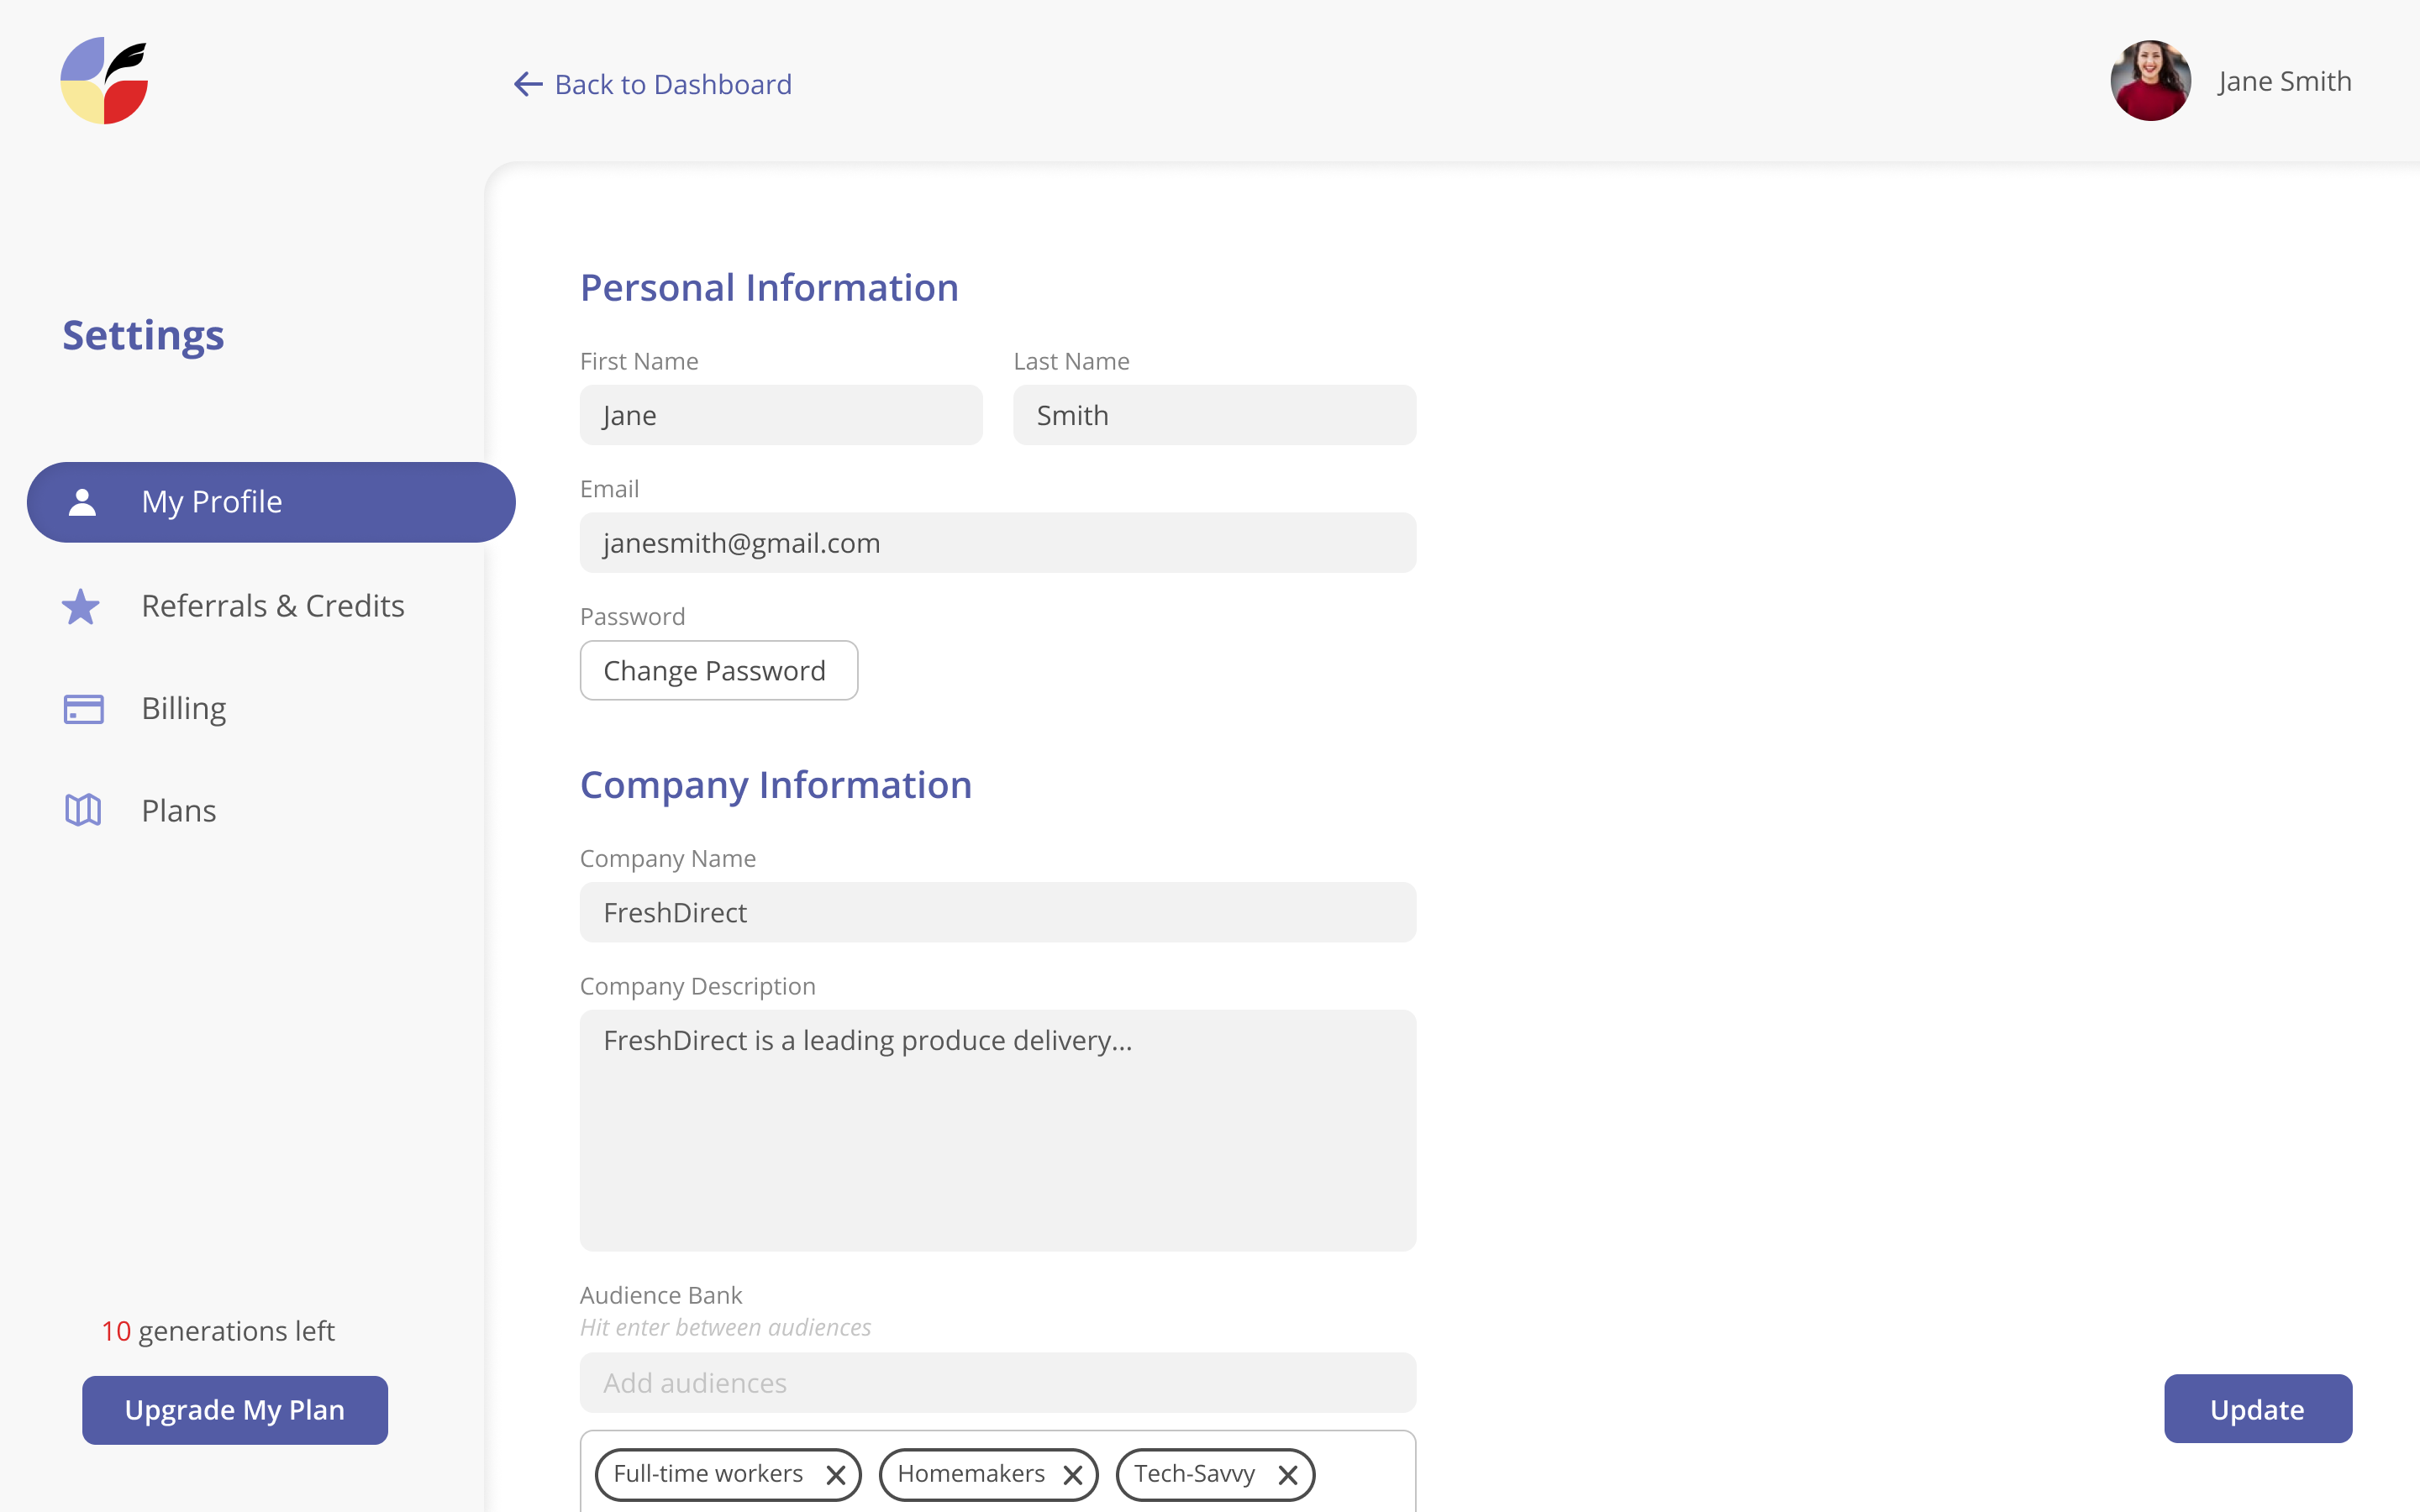 Back to Dashboard
Jane Smith
Settings
My Profile
Referrals & Credits
Billing
Plans
10 generations left
Upgrade My Plan
Personal Information
First Name
Last Name
Jane
Smith
Email
janesmith@gmail.com
Password
Change Password
Company Information
Company Name
FreshDirect
Company Description
FreshDirect is a leading produce delivery...
Audience Bank
Hit enter between audiences
Add audiences
Full-time workers
Homemakers
Tech-Savvy
Update